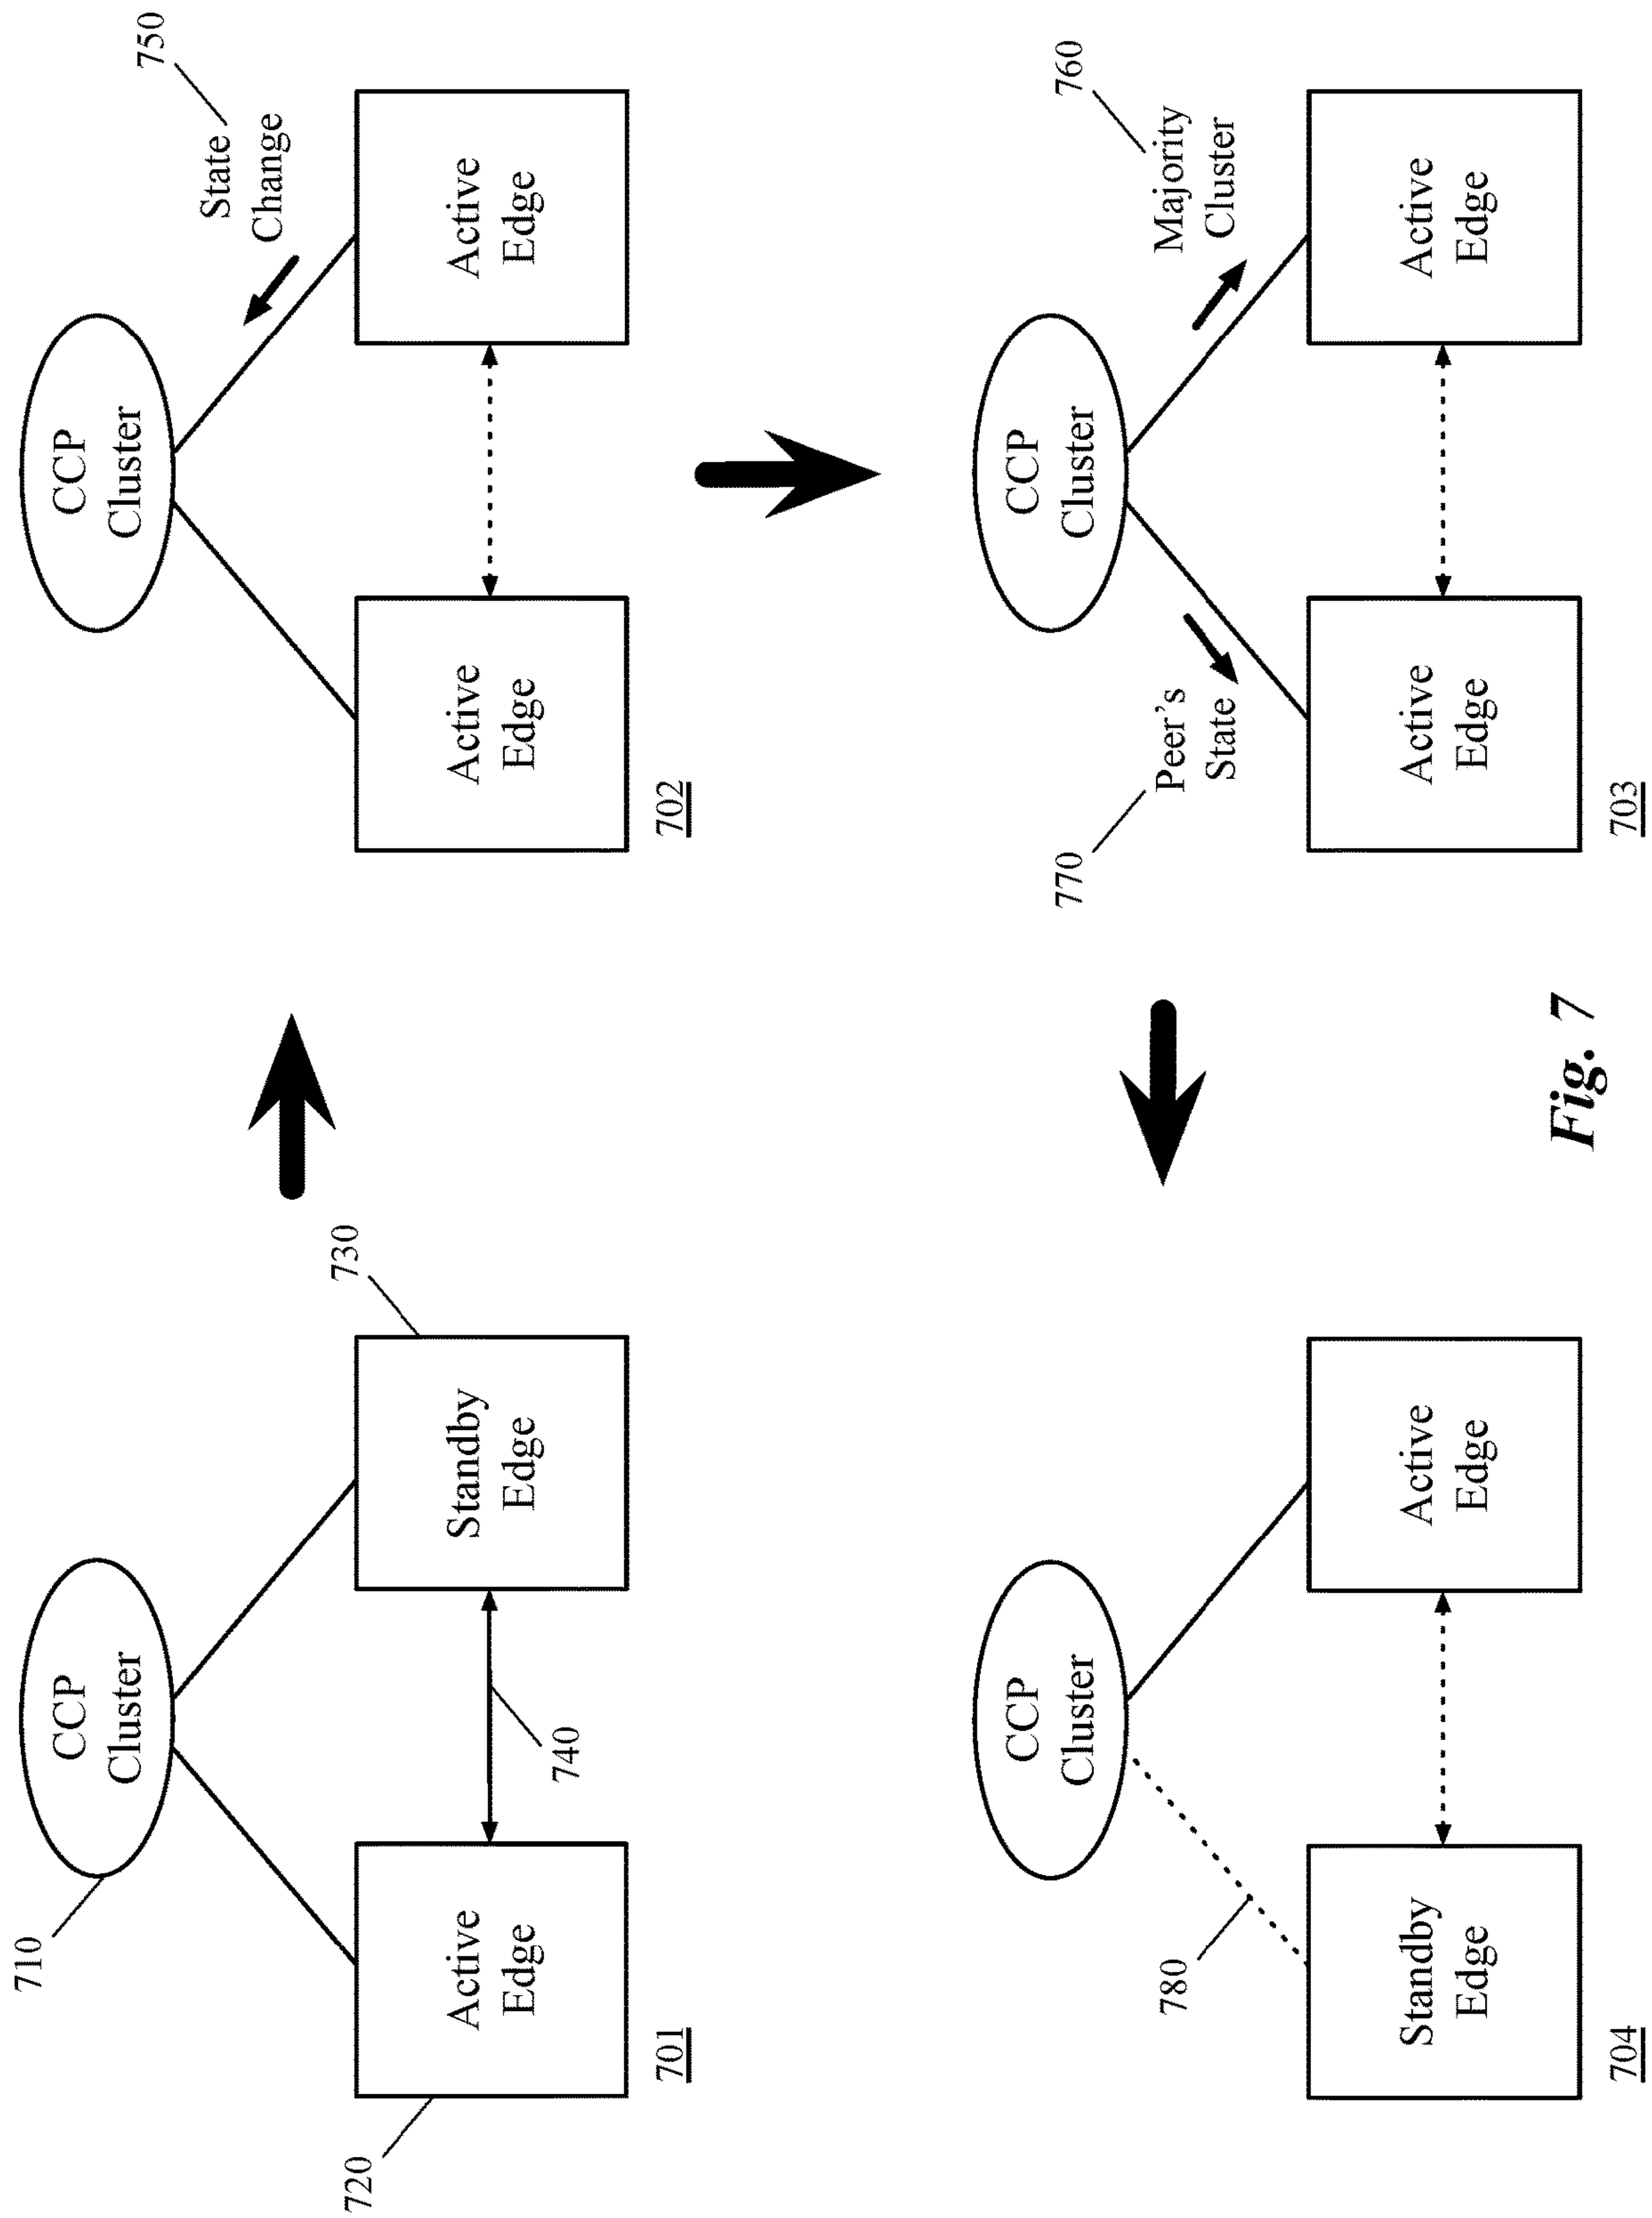 710
CCP
Cluster
720
Active
Edge
740
730
Standby
Edge
701
CCP
Cluster
750
State
Change
Active
Edge
Active
Edge
702
CCP
Cluster
770
Peer's
State
760
Majority
Cluster
Active
Edge
Active
Edge
703
CCP
Cluster
780
Standby
Edge
Active
Edge
704
Fig. 7